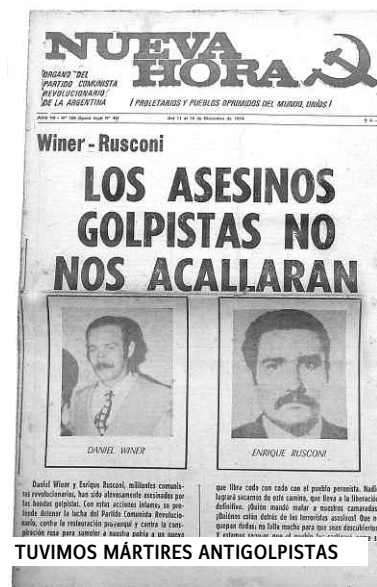 NUEVA
HORA
"ORGANO" DEL
PARTIDO COMUNISTA
REVOLUCIONARIO
DE LA ARGENTINA
¡ PROLETARIOS Y PUEBLOS OPRIMIDOS DEL MUNDO, UNIOS !
de Diciembre de
Winer - Rusconi
LOS ASESINOS
GOLPISTAS NO
NOS ACALLARAN
DANIEL WINER
ENRIQUE RUSCONI
Daniel Winer y Enrique Rusconi, militantes comunis-
tas revolucionarios, han sido alevosamente asesinados por
las bandas golpistas. Con estas acciones infames se pre-
tende detener la lucha del Partido Comunista Revolucio-
nario, contra la restauración proyanqui y contra la cons-
piración rusa para someter a nuestra patria a un nuevo
que libra codo con codo con el pueblo peronista. Nadie
logrará sacarnos de este camino, que lleva a la liberación
definitiva. ¿Quién mandó matar a nuestros camaradas?
¿Quiénes están detrás de los terroristas asesinos? Que no
quepan dudas: no falta mucho para que sean descubiertos
TUVIMOS MÁRTIRES ANTIGOLPISTAS